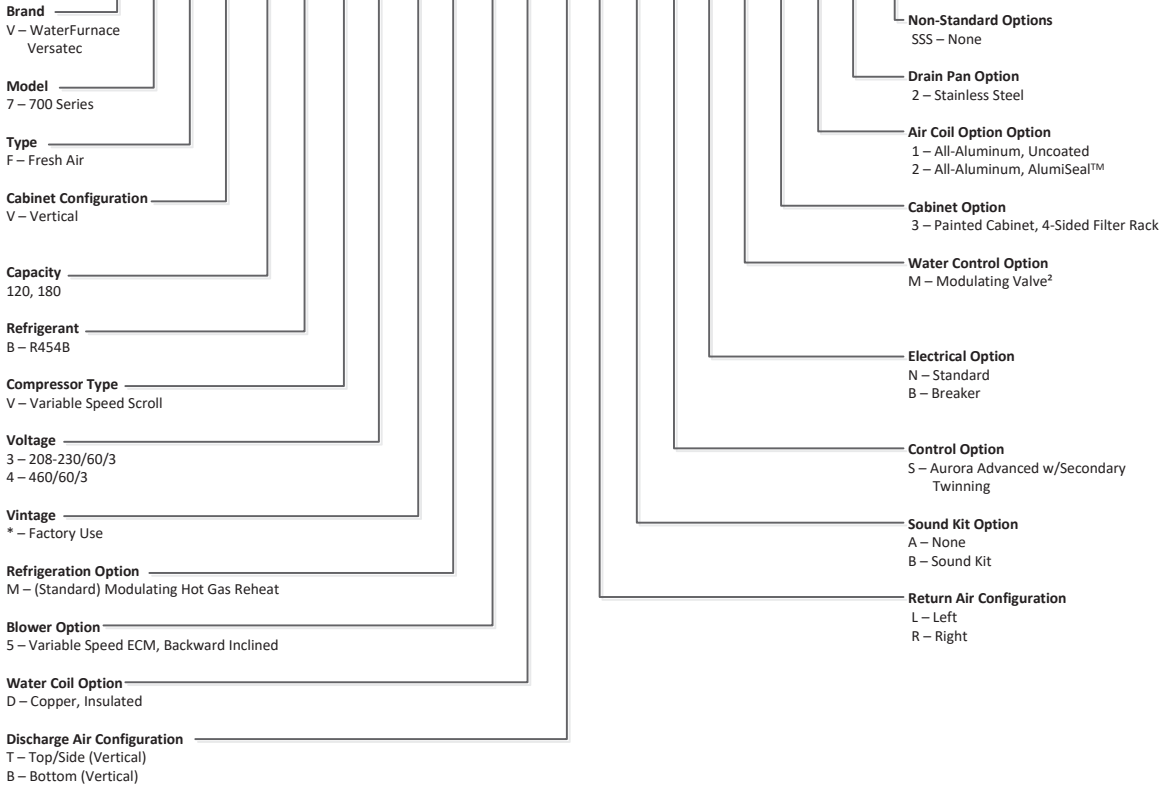 Brand
V – WaterFurnace
Versatec
Model
7 – 700 Series
Type
F – Fresh Air
Cabinet Configuration
V – Vertical
Capacity
120, 180
Refrigerant
B – R454B
Compressor Type
V – Variable Speed Scroll
Voltage
3 – 208-230/60/3
4 – 460/60/3
Vintage
* – Factory Use
Refrigeration Option
M – (Standard) Modulating Hot Gas Reheat
Blower Option
5 – Variable Speed ECM, Backward Inclined
Water Coil Option
D – Copper, Insulated
Discharge Air Configuration
T – Top/Side (Vertical)
B – Bottom (Vertical)
Non-Standard Options
SSS – None
Drain Pan Option
2 – Stainless Steel
Air Coil Option Option
1 – All-Aluminum, Uncoated
2 – All-Aluminum, AlumiSeal™
Cabinet Option
3 – Painted Cabinet, 4-Sided Filter Rack
Water Control Option
M – Modulating Valve²
Electrical Option
N – Standard
B – Breaker
Control Option
S – Aurora Advanced w/Secondary
Twinning
Sound Kit Option
A – None
B – Sound Kit
Return Air Configuration
L – Left
R – Right